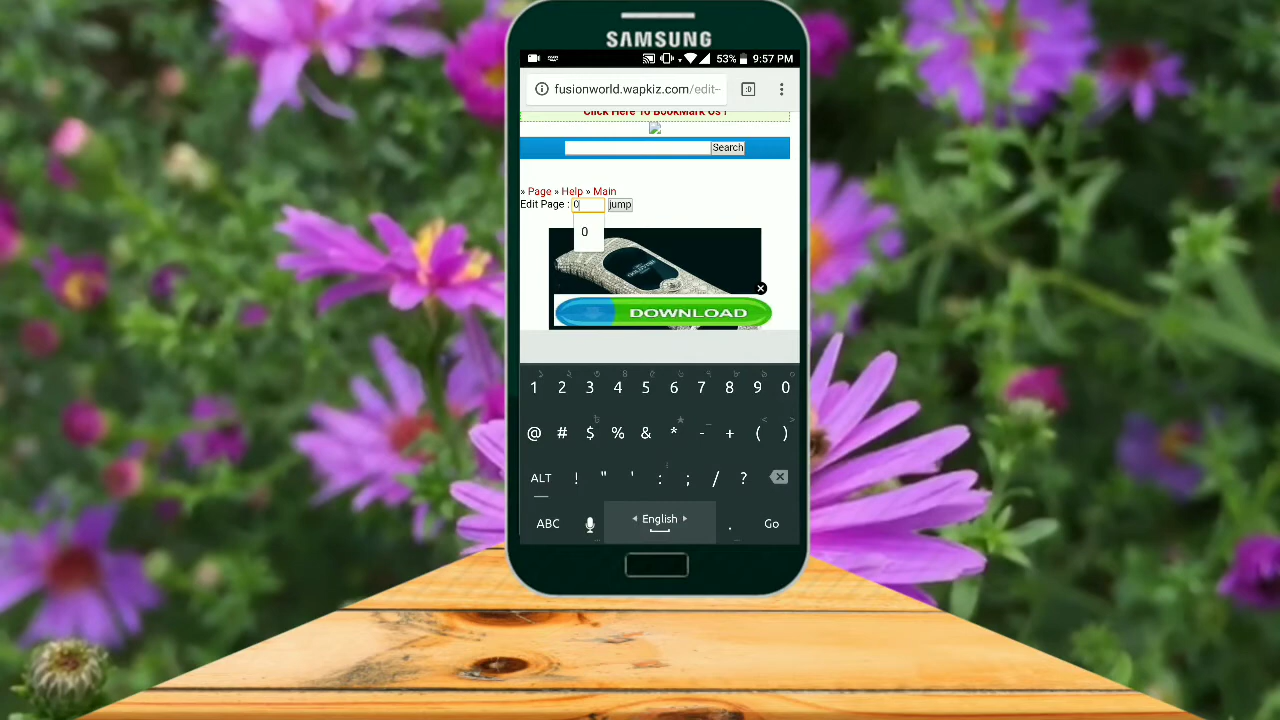 SAMSUNG
53% 9:57 PM
fusionworld.wapkiz.com/edit-
:D
Click Here To BookMark Us !
Search
» Page » Help » Main
Edit Page : 0 jump
0
DOWNLOAD
1 2 3 4 5 6 7 8 9 0
@ # $ % & * - + ( )
ALT ! " ' : ; / ?
ABC English . Go